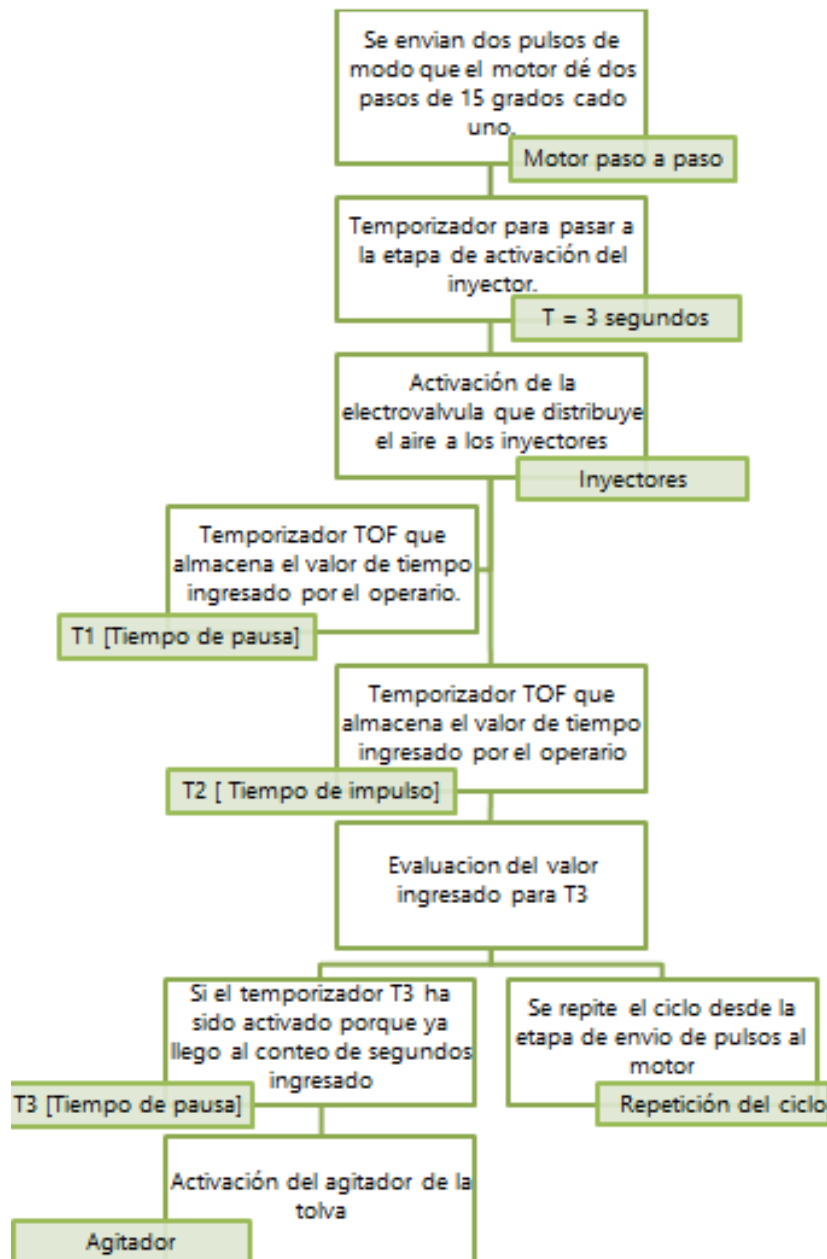 Se envian dos pulsos de
modo que el motor dé dos
pasos de 15 grados cado
uno.
Motor paso a paso
Temporizador para pasar a
la etapa de activación del
inyector.
T = 3 segundos
Activación de la
electrovalvula que distribuye
el aire a los inyectores
Inyectores
Temporizador TOF que
almacena el valor de tiempo
ingresado por el operario.
T1 [Tiempo de pausa]
Temporizador TOF que
almacena el valor de tiempo
ingresado por el operario
T2 [ Tiempo de impulso]
Evaluacion del valor
ingresado para T3
Si el temporizador T3 ha
sido activado porque ya
llego al conteo de segundos
ingresado
T3 [Tiempo de pausa]
Se repite el ciclo desde la
etapa de envio de pulsos al
motor
Repetición del ciclo
Activación del agitador de la
tolva
Agitador